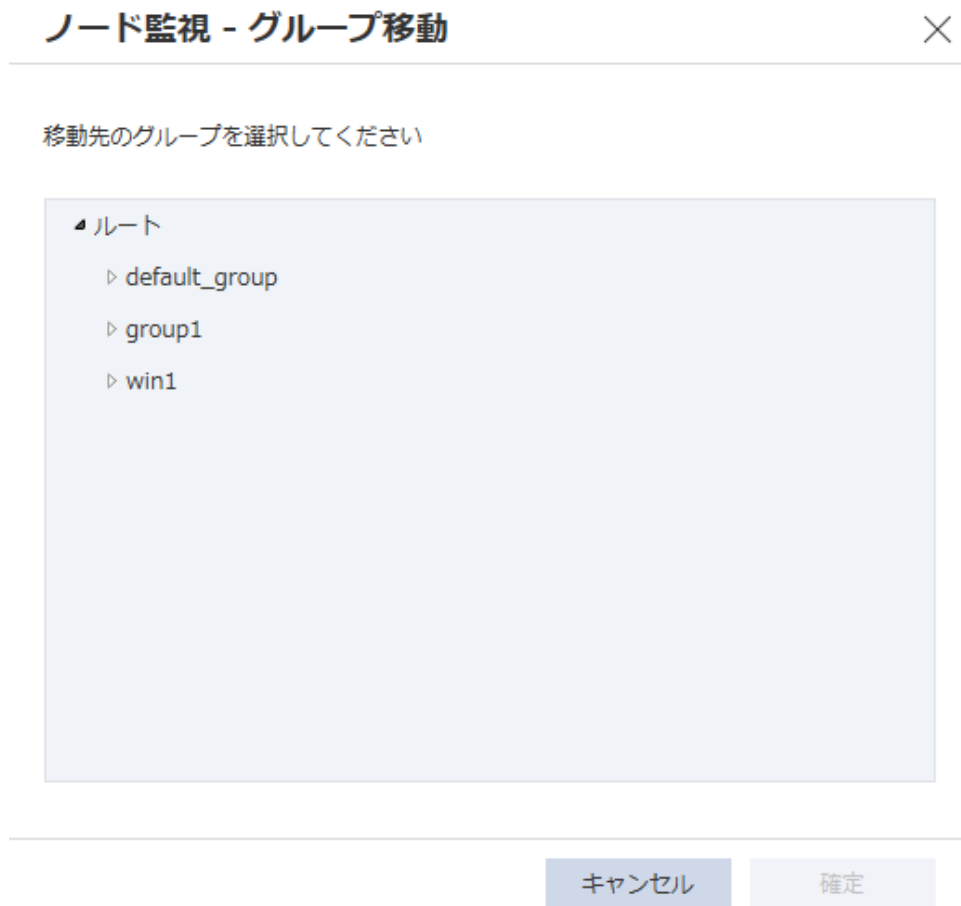 ノード監視 - グループ移動
移動先のグループを選択してください
ルート
default_group
group1
win1
キャンセル 確定